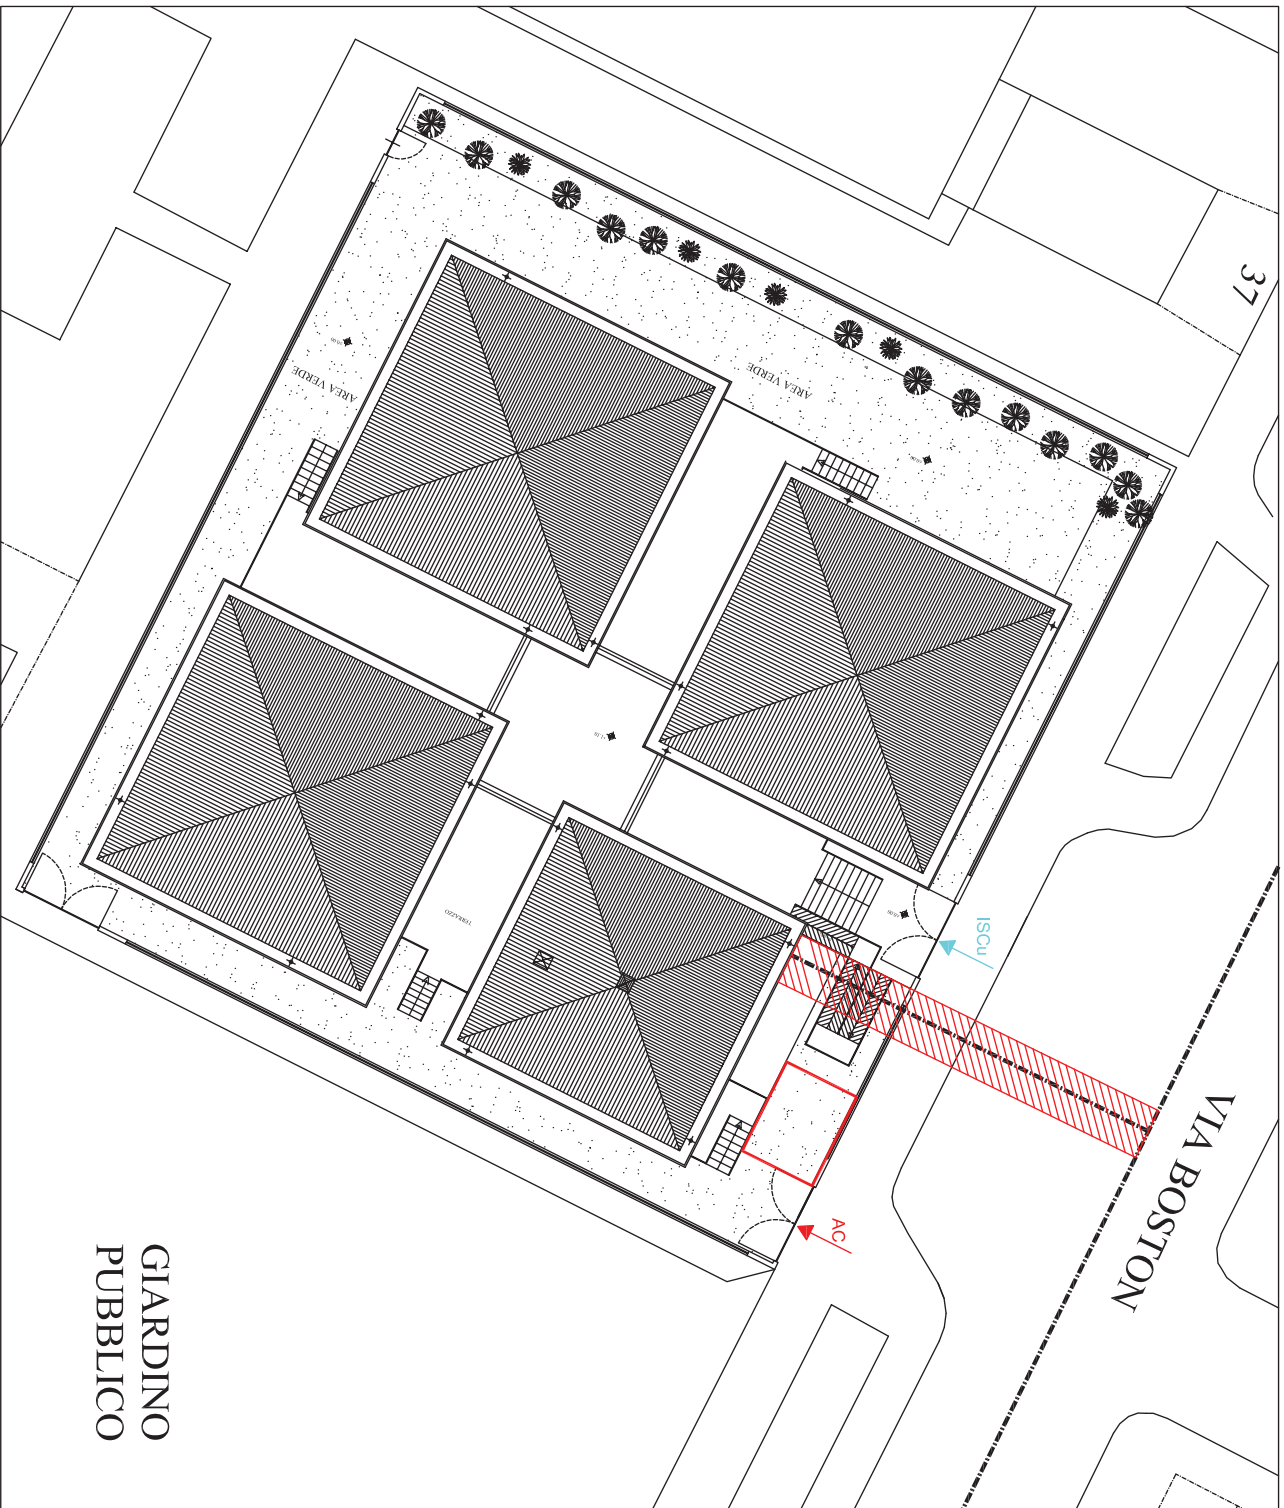 37
AREA VERDE
AREA VERDE
TERRAZZO
ISCu
AC
VIA BOSTON
GIARDINO
PUBBLICO